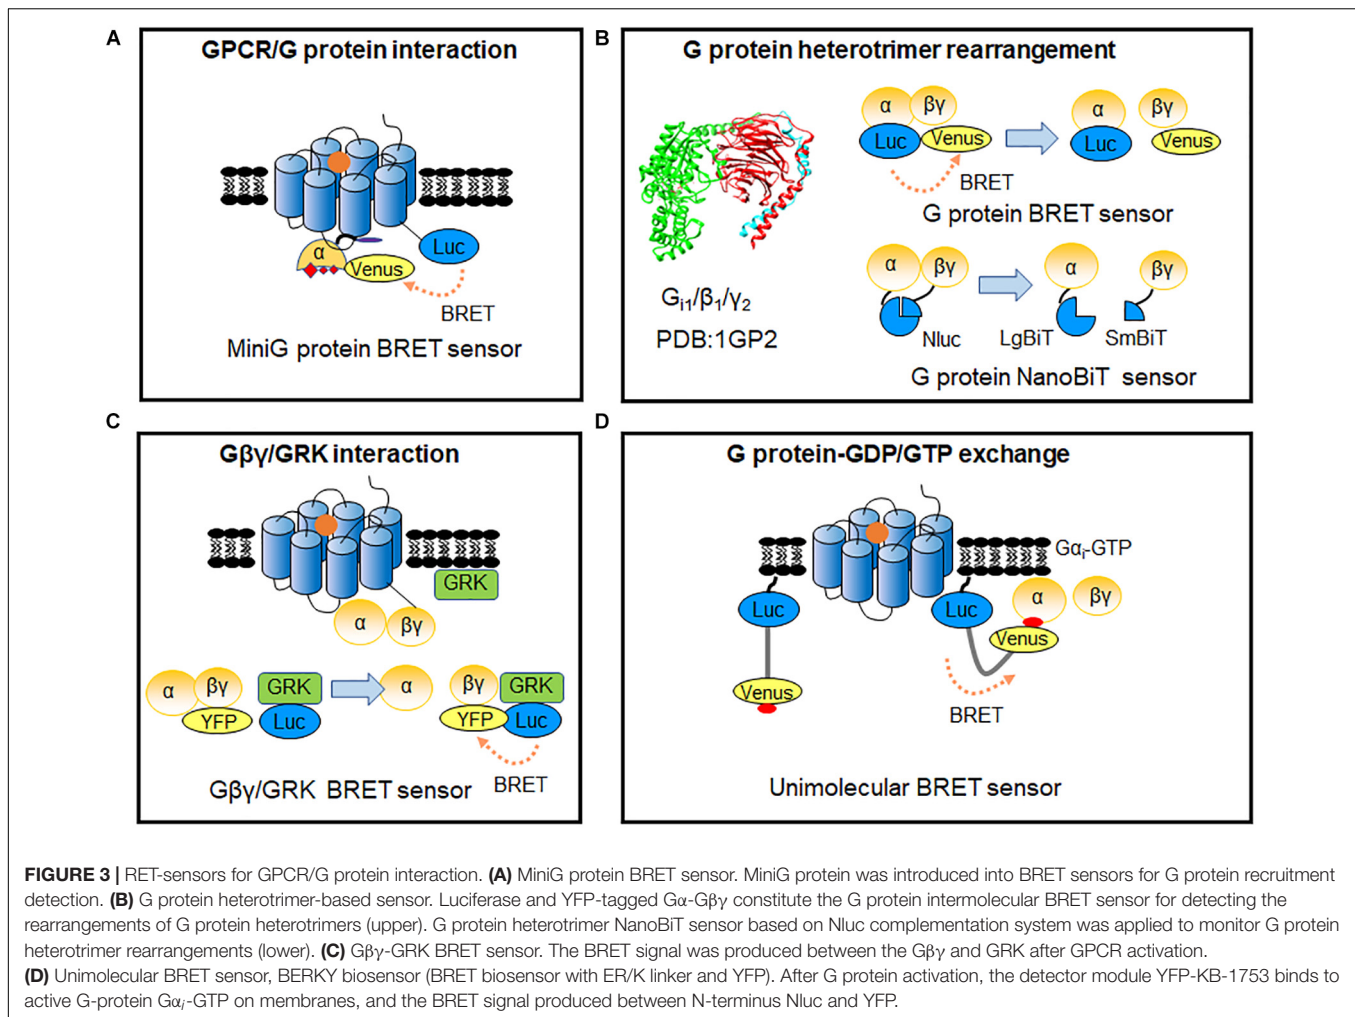 A
GPCR/G protein interaction
α
Venus
Luc
BRET
MiniG protein BRET sensor
B
G protein heterotrimer rearrangement
Gi1/β1/γ2
PDB:1GP2
α
βγ
Luc
Venus
BRET
α
βγ
Luc
Venus
G protein BRET sensor
α
βγ
Nluc
α
βγ
LgBiT
SmBiT
G protein NanoBiT sensor
C
Gβγ/GRK interaction
GRK
α
βγ
α
βγ
YFP
GRK
Luc
α
βγ
GRK
YFP
Luc
BRET
Gβγ/GRK BRET sensor
D
G protein-GDP/GTP exchange
Gαi-GTP
Luc
Venus
Luc
α
βγ
Venus
BRET
Unimolecular BRET sensor
FIGURE 3 | RET-sensors for GPCR/G protein interaction. (A) MiniG protein BRET sensor. MiniG protein was introduced into BRET sensors for G protein recruitment
detection. (B) G protein heterotrimer-based sensor. Luciferase and YFP-tagged Gα-Gβγ constitute the G protein intermolecular BRET sensor for detecting the
rearrangements of G protein heterotrimers (upper). G protein heterotrimer NanoBiT sensor based on Nluc complementation system was applied to monitor G protein
heterotrimer rearrangements (lower). (C) Gβγ-GRK BRET sensor. The BRET signal was produced between the Gβγ and GRK after GPCR activation.
(D) Unimolecular BRET sensor, BERKY biosensor (BRET biosensor with ER/K linker and YFP). After G protein activation, the detector module YFP-KB-1753 binds to
active G-protein Gαi-GTP on membranes, and the BRET signal produced between N-terminus Nluc and YFP.